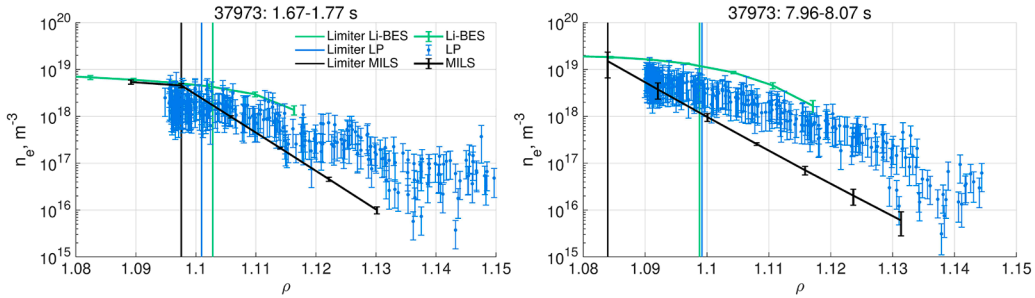 37973: 1.67-1.77 s
10^20
10^19
10^18
10^17
10^16
10^15
n_e, m^-3
Limiter Li-BES
Limiter LP
Limiter MILS
Li-BES
LP
MILS
1.08
1.09
1.1
1.11
1.12
1.13
1.14
1.15
ρ
37973: 7.96-8.07 s
10^20
10^19
10^18
10^17
10^16
10^15
n_e, m^-3
1.08
1.09
1.1
1.11
1.12
1.13
1.14
1.15
ρ